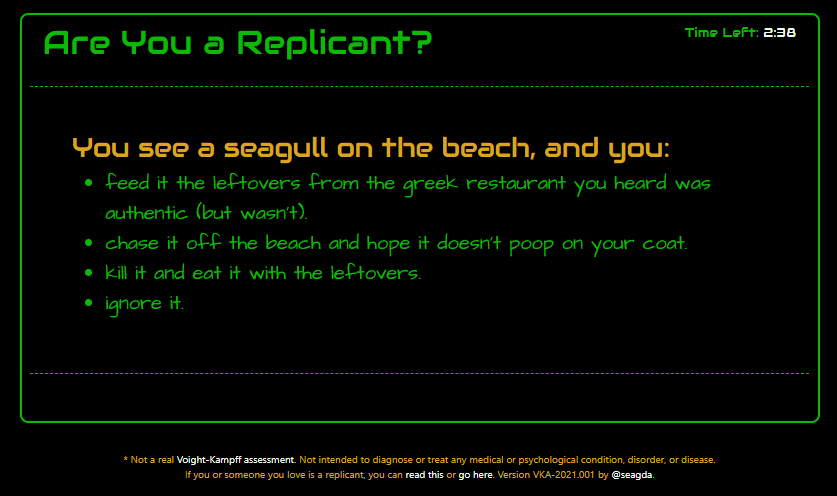 Are You a Replicant?
Time Left: 2:38
You see a seagull on the beach, and you:
feed it the leftovers from the greek restaurant you heard was
authentic (but wasn't).
chase it off the beach and hope it doesn't poop on your coat.
kill it and eat it with the leftovers.
ignore it.
* Not a real Voight-Kampff assessment. Not intended to diagnose or treat any medical or psychological condition, disorder, or disease.
If you or someone you love is a replicant, you can read this or go here. Version VKA-2021.001 by @seagda.